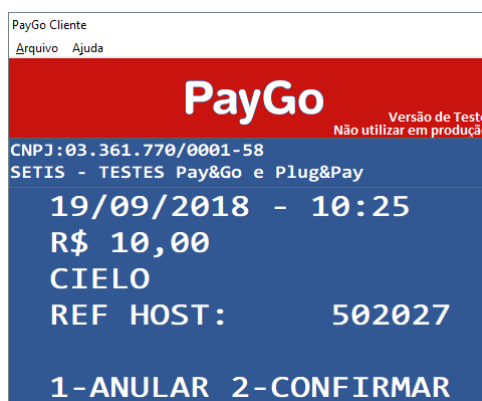 PayGo Cliente
Arquivo Ajuda
PayGo
Versão de Teste
Não utilizar em produçã
CNPJ:03.361.770/0001-58
SETIS - TESTES Pay&Go e Plug&Pay
19/09/2018 - 10:25
R$ 10,00
CIELO
REF HOST: 502027
1-ANULAR 2-CONFIRMAR